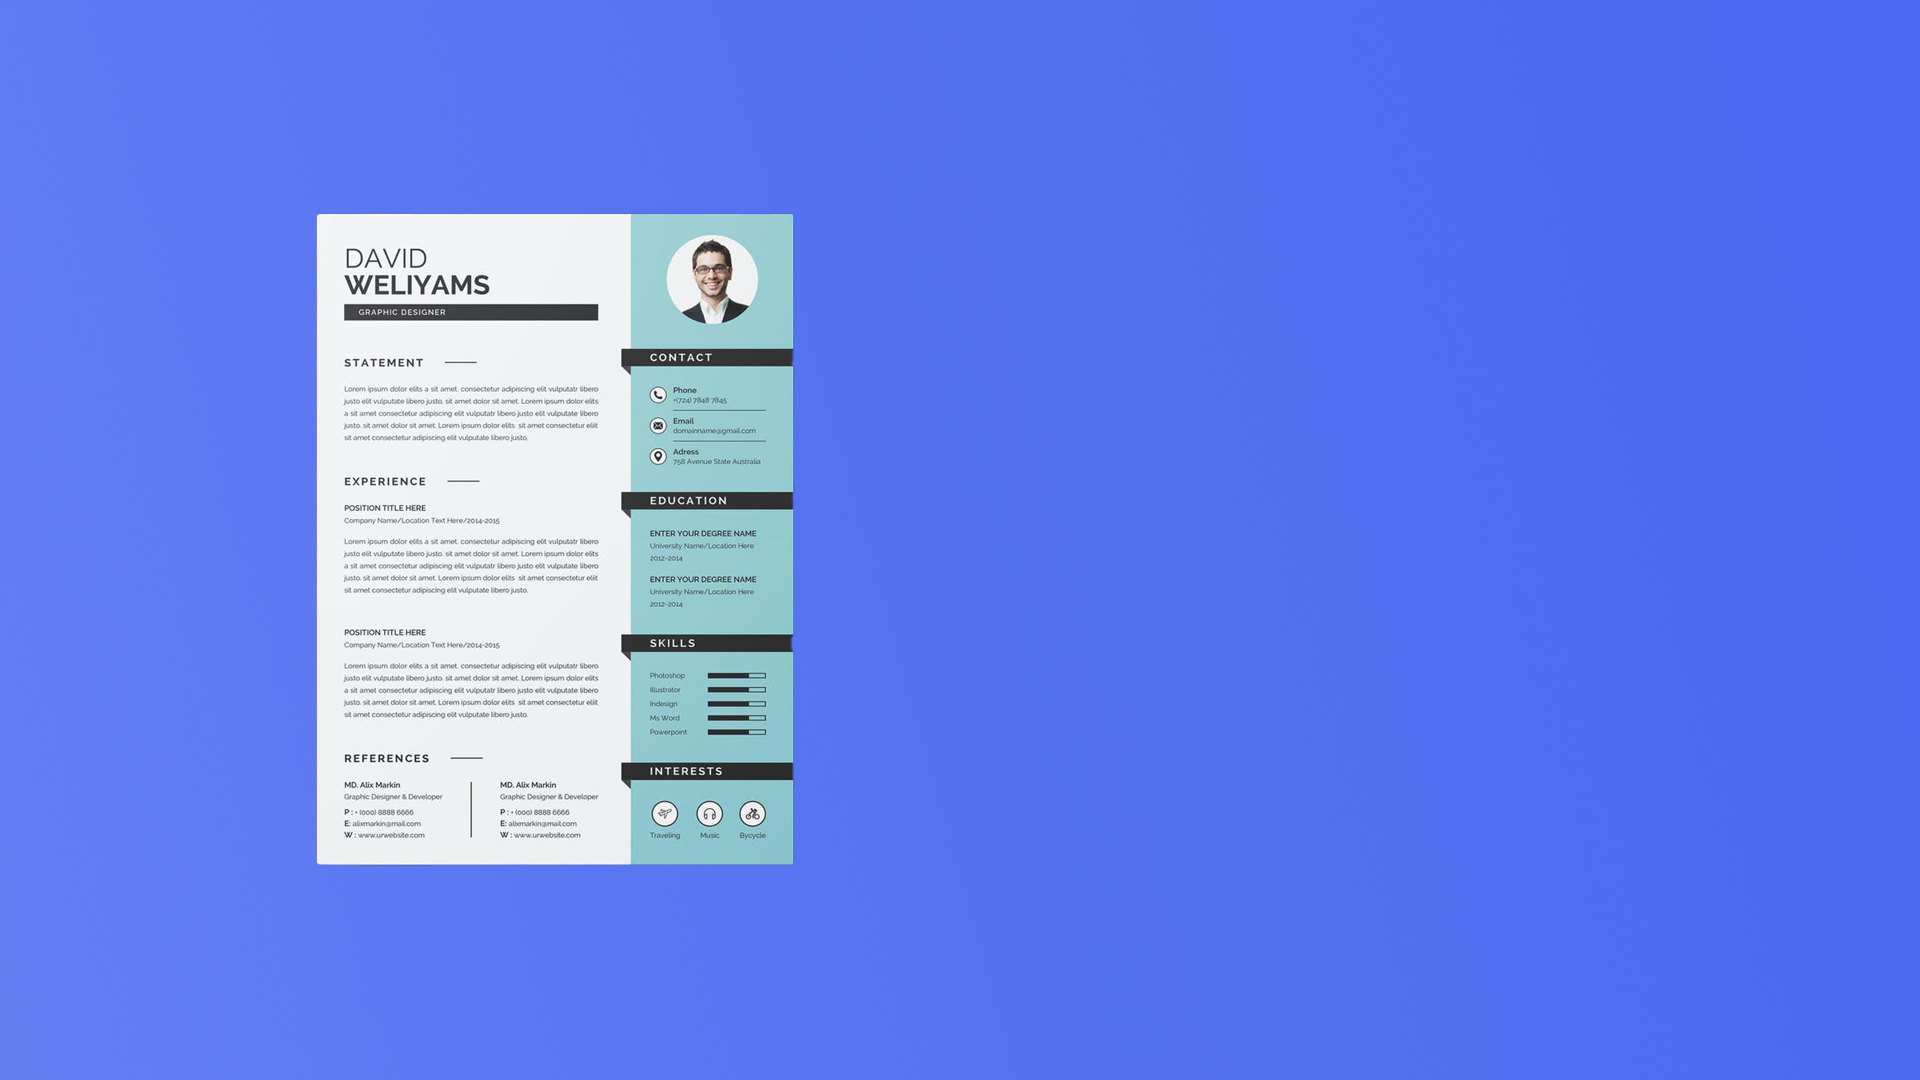 DAVID
WELIYAMS
GRAPHIC DESIGNER
STATEMENT
Lorem ipsum dolor elits a sit amet. consectetur adipiscing elit vulputatr libero
justo elit vulputate libero justo. sit amet dolor sit amet. Lorem ipsum dolor elits
a sit amet consectetur adipiscing elit vulputatr libero justo elit vulputate libero
justo. sit amet dolor sit amet. Lorem ipsum dolor elits sit amet consectetur eliit
sit amet consectetur adipiscing elit vulputate libero justo.
EXPERIENCE
POSITION TITLE HERE
Company Name/Location Text Here/2014-2015
Lorem ipsum dolor elits a sit amet. consectetur adipiscing elit vulputatr libero
justo elit vulputate libero justo. sit amet dolor sit amet. Lorem ipsum dolor elits
a sit amet consectetur adipiscing elit vulputatr libero justo elit vulputate libero
justo. sit amet dolor sit amet. Lorem ipsum dolor elits sit amet consectetur eliit
sit amet consectetur adipiscing elit vulputate libero justo.
POSITION TITLE HERE
Company Name/Location Text Here/2014-2015
Lorem ipsum dolor elits a sit amet. consectetur adipiscing elit vulputatr libero
justo elit vulputate libero justo. sit amet dolor sit amet. Lorem ipsum dolor elits
a sit amet consectetur adipiscing elit vulputatr libero justo elit vulputate libero
justo. sit amet dolor sit amet. Lorem ipsum dolor elits sit amet consectetur eliit
sit amet consectetur adipiscing elit vulputate libero justo.
REFERENCES
MD. Alix Markin
Graphic Designer & Developer
P : + (000) 8888 6666
E: alixmarkin@mail.com
W : www.urwebsite.com
MD. Alix Markin
Graphic Designer & Developer
P : + (000) 8888 6666
E: alixmarkin@mail.com
W : www.urwebsite.com
CONTACT
Phone
+(724) 7848 7845
Email
domainname@gmail.com
Adress
758 Avenue State Australia
EDUCATION
ENTER YOUR DEGREE NAME
University Name/Location Here
2012-2014
ENTER YOUR DEGREE NAME
University Name/Location Here
2012-2014
SKILLS
Photoshop
Illustrator
Indesign
Ms Word
Powerpoint
INTERESTS
Traveling
Music
Bycycle